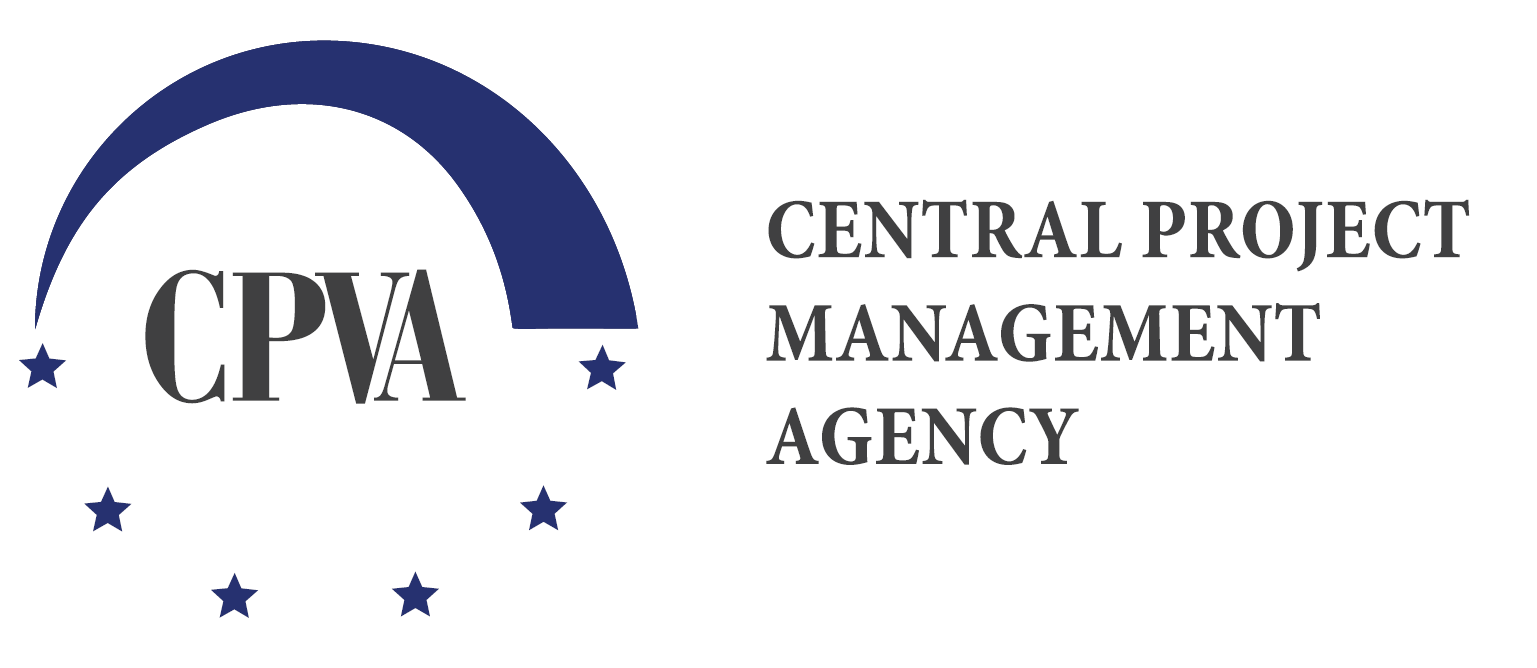 CPVA
CENTRAL PROJECT
MANAGEMENT
AGENCY